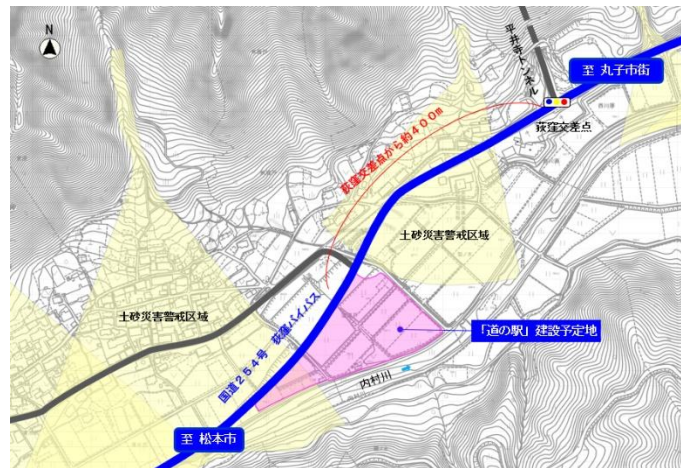 N
平井寺トンネル
至 丸子市街
荻窪交差点
荻窪交差点から約400m
土砂災害警戒区域
土砂災害警戒区域
国道254号 荻窪バイパス
「道の駅」建設予定地
内村川
至 松本市